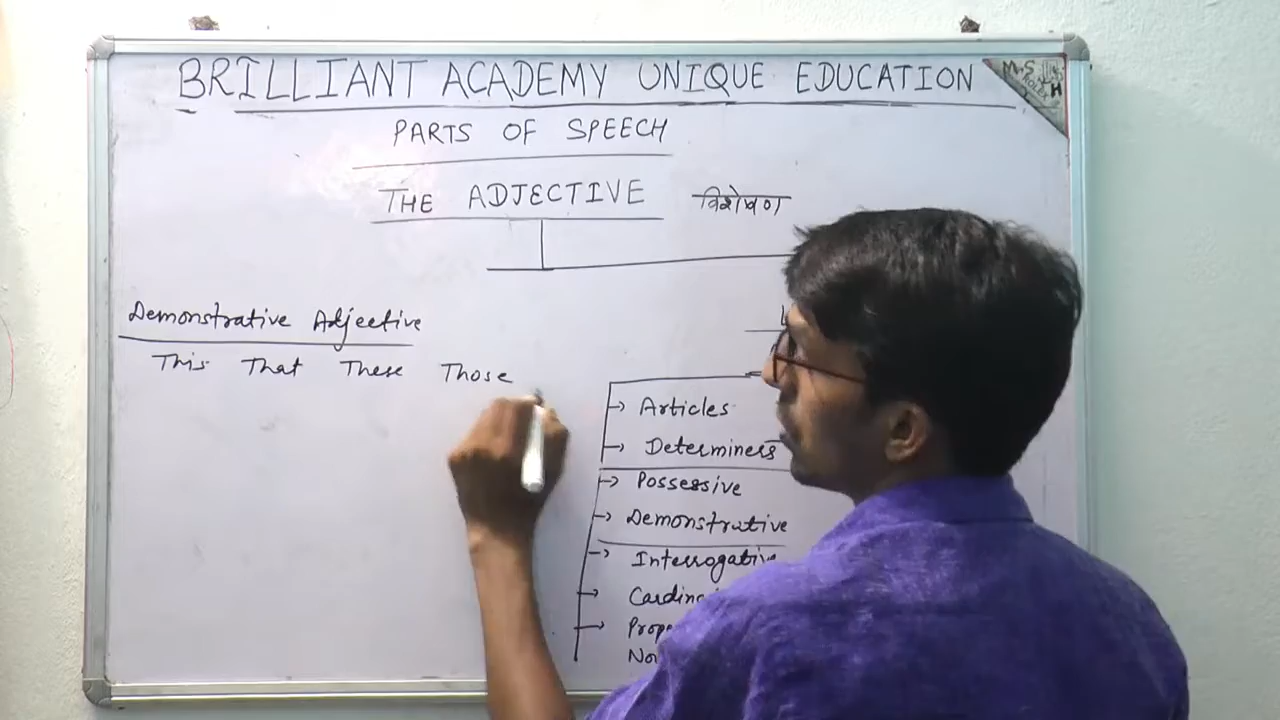 BRILLIANT ACADEMY UNIQUE EDUCATION
PARTS OF SPEECH
THE ADJECTIVE विशेषण
Demonstrative Adjective
This That These Those
Articles
Determiners
Possessive
Demonstrative
Interrogative